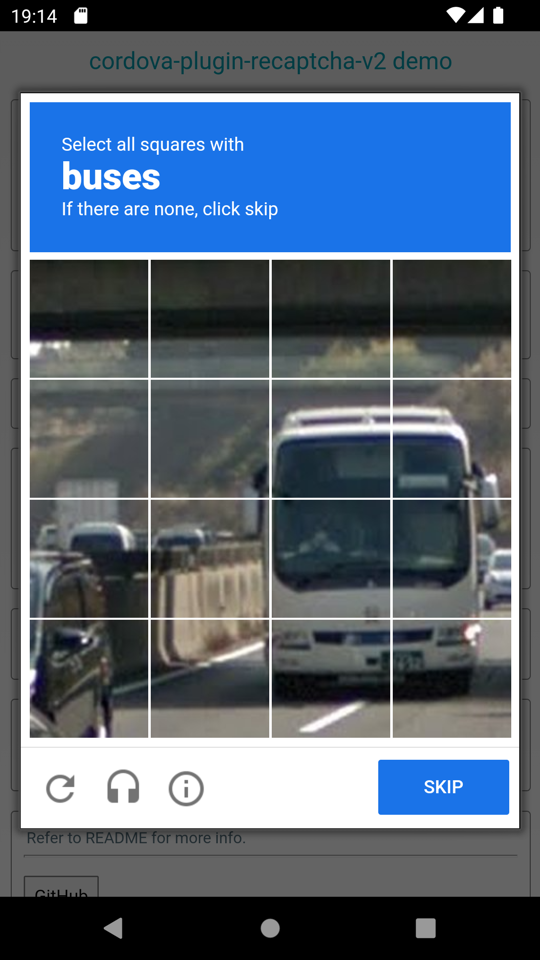 19:14
cordova-plugin-recaptcha-v2 demo
Select all squares with
buses
If there are none, click skip
SKIP
Refer to README for more info.
GitHub